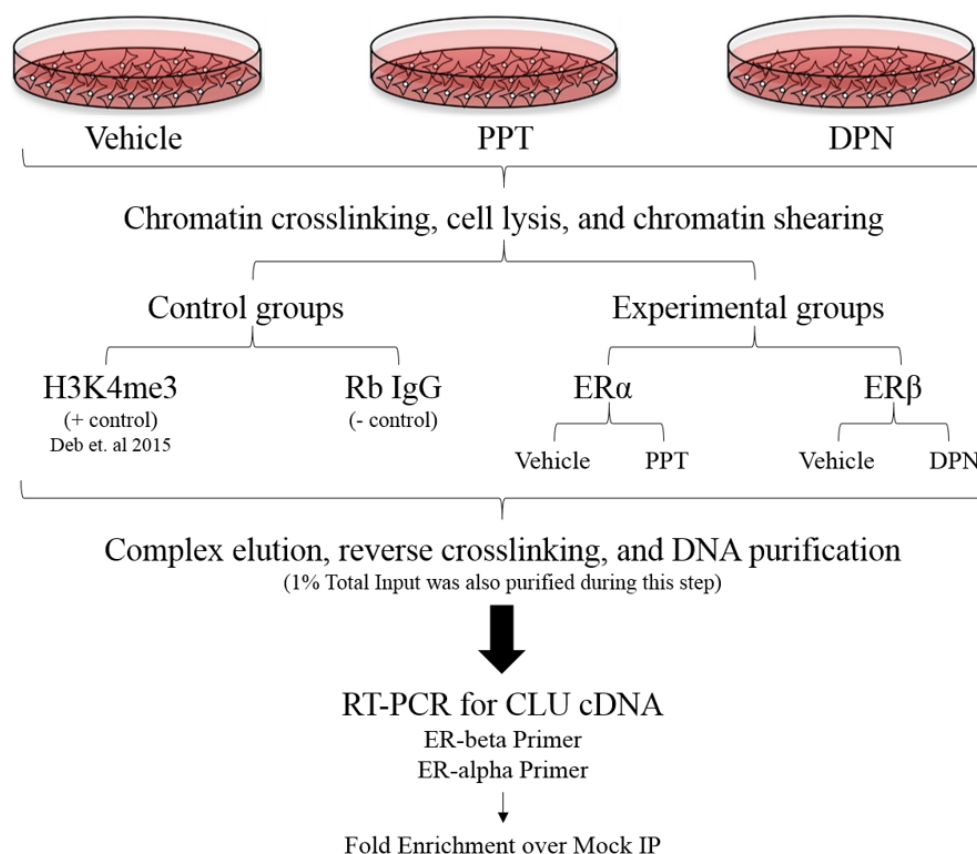 Vehicle PPT DPN
Chromatin crosslinking, cell lysis, and chromatin shearing
Control groups Experimental groups
H3K4me3 Rb IgG ERα ERβ
(+ control) (- control)
Deb et. al 2015
Vehicle PPT Vehicle DPN
Complex elution, reverse crosslinking, and DNA purification
(1% Total Input was also purified during this step)
RT-PCR for CLU cDNA
ER-beta Primer
ER-alpha Primer
Fold Enrichment over Mock IP